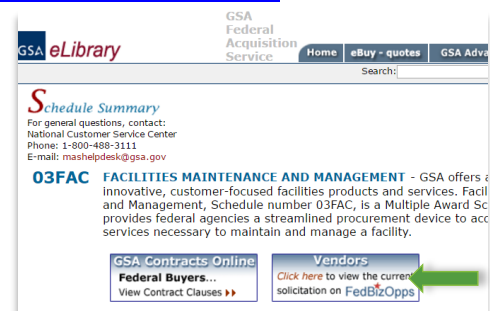 GSA
Federal
Acquisition
Service
GSA eLibrary
Home eBuy - quotes GSA Adva
Search:
Schedule Summary
For general questions, contact:
National Customer Service Center
Phone: 1-800-488-3111
E-mail: mashelpdesk@gsa.gov
03FAC FACILITIES MAINTENANCE AND MANAGEMENT - GSA offers a
innovative, customer-focused facilities products and services. Facil
and Management, Schedule number 03FAC, is a Multiple Award Sc
provides federal agencies a streamlined procurement device to acc
services necessary to maintain and manage a facility.
GSA Contracts Online
Federal Buyers...
View Contract Clauses
Vendors
Click here to view the current
solicitation on FedBizOpps